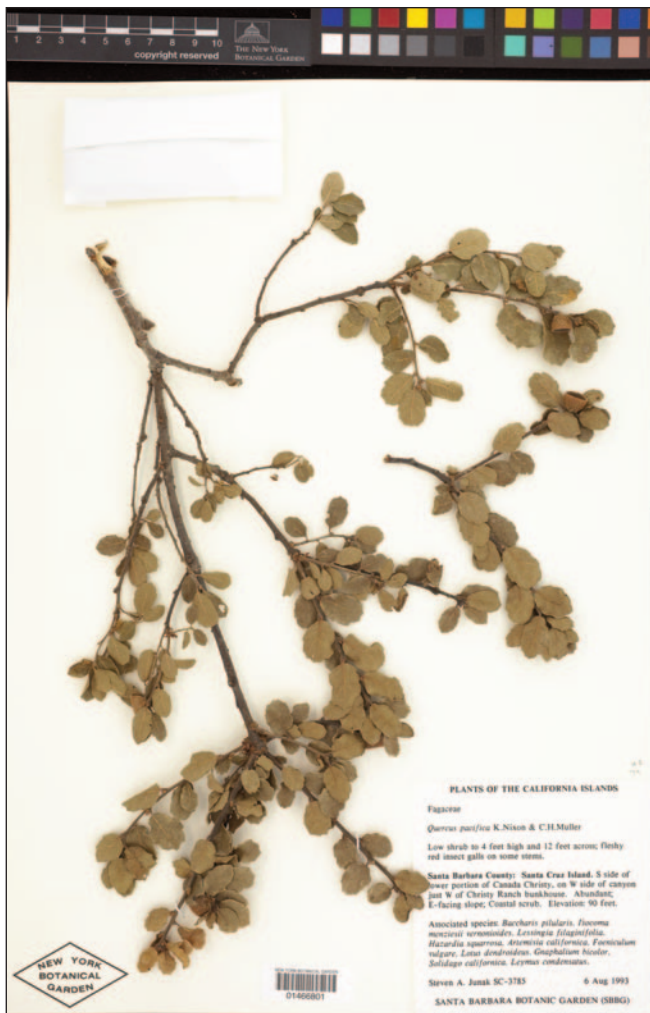 1 2 3 4 5 6 7 8 9 10
copyright reserved
THE NEW YORK
BOTANICAL GARDEN
PLANTS OF THE CALIFORNIA ISLANDS
Fagaceae
Quercus pacifica K.Nixon & C.H.Muller
Low shrub to 4 feet high and 12 feet across; fleshy
red insect galls on some stems.
Santa Barbara County: Santa Cruz Island. S side of
lower portion of Canada Christy, on W side of canyon
just W of Christy Ranch bunkhouse. Abundant;
E-facing slope; Coastal scrub. Elevation: 90 feet.
Associated species: Baccharis pilularis, Isocoma
menziesii vernonioides, Lessingia filaginifolia,
Hazardia squarrosa, Artemisia californica, Foeniculum
vulgare, Lotus dendroideus, Gnaphalium bicolor,
Solidago californica, Leymus condensatus.
Steven A. Junak SC-3785 6 Aug 1993
SANTA BARBARA BOTANIC GARDEN (SBBG)
NEW YORK
BOTANICAL
GARDEN
01466801